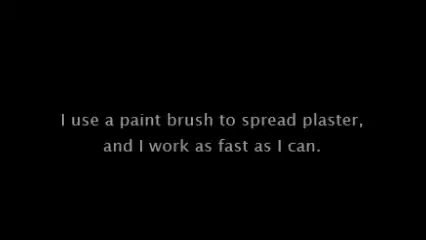 I use a paint brush to spread plaster,
and I work as fast as I can.